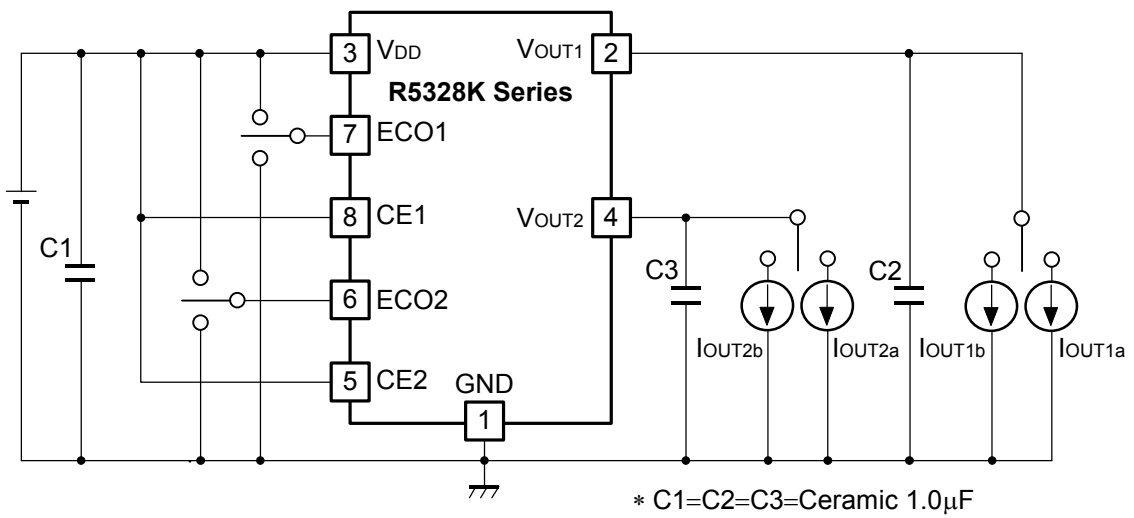 3 VDD VOUT1 2
R5328K Series
7 ECO1
8 CE1 VOUT2 4
C1 C3 C2
6 ECO2
IOUT2b IOUT2a IOUT1b IOUT1a
5 CE2 GND
1
* C1=C2=C3=Ceramic 1.0μF